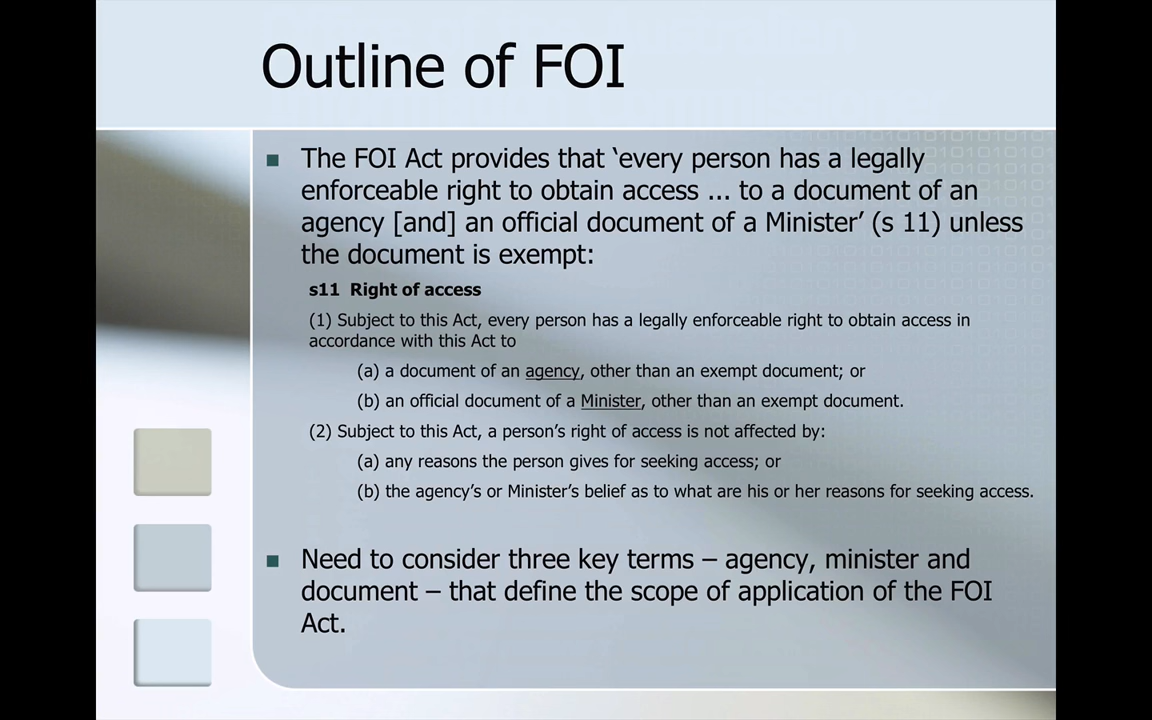 Outline of FOI
The FOI Act provides that ‘every person has a legally
enforceable right to obtain access ... to a document of an
agency [and] an official document of a Minister’ (s 11) unless
the document is exempt:
s11 Right of access
(1) Subject to this Act, every person has a legally enforceable right to obtain access in
accordance with this Act to
(a) a document of an agency, other than an exempt document; or
(b) an official document of a Minister, other than an exempt document.
(2) Subject to this Act, a person’s right of access is not affected by:
(a) any reasons the person gives for seeking access; or
(b) the agency’s or Minister’s belief as to what are his or her reasons for seeking access.
Need to consider three key terms – agency, minister and
document – that define the scope of application of the FOI
Act.